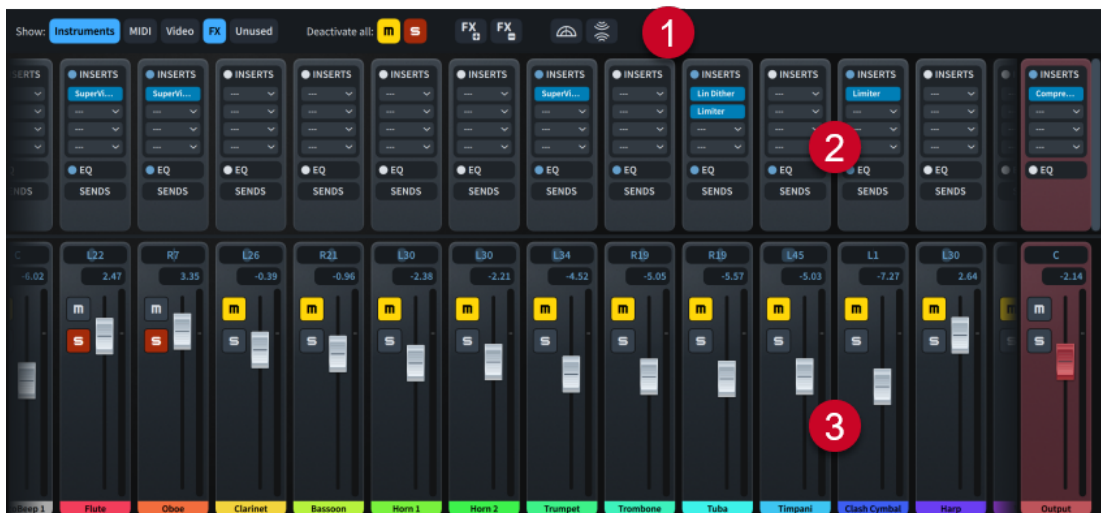 Show: Instruments MIDI Video FX Unused Deactivate all: m s FX FX 1
SERTS INSERTS INSERTS INSERTS INSERTS INSERTS INSERTS INSERTS INSERTS INSERTS INSERTS INSERTS INSERTS INSERTS
SuperVi... SuperVi... --- --- --- --- SuperVi... --- Lin Dither --- Limiter --- Compre...
--- --- --- --- --- --- --- --- Limiter --- --- --- ---
--- --- --- --- --- --- --- --- --- --- --- --- ---
--- --- --- --- --- --- --- --- --- --- --- --- ---
2
EQ EQ EQ EQ EQ EQ EQ EQ EQ EQ EQ EQ EQ
NDS SENDS SENDS SENDS SENDS SENDS SENDS SENDS SENDS SENDS SENDS SENDS SENDS
C L22 R7 L26 R21 L30 L30 L34 R19 R19 L45 L1 L30 C
-6.02 2.47 3.35 -0.39 -0.96 -2.38 -2.21 -4.52 -5.05 -5.57 -5.03 -7.27 2.64 -2.14
m m m m m m m m m m m m m m
s s s s s s s s s s s s s s
3
Beep 1 Flute Oboe Clarinet Bassoon Horn 1 Horn 2 Trumpet Trombone Tuba Timpani Clash Cymbal Harp Output